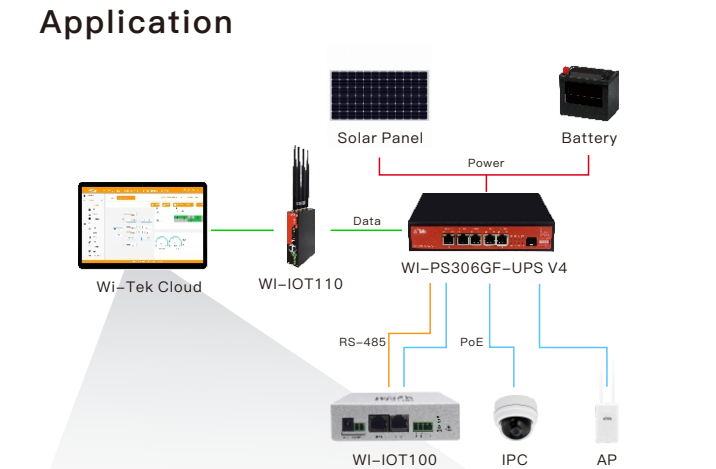 Application
Solar Panel
Battery
Power
Data
Wi-Tek Cloud
WI-IOT110
WI-PS306GF-UPS V4
RS-485
PoE
WI-IOT100
IPC
AP